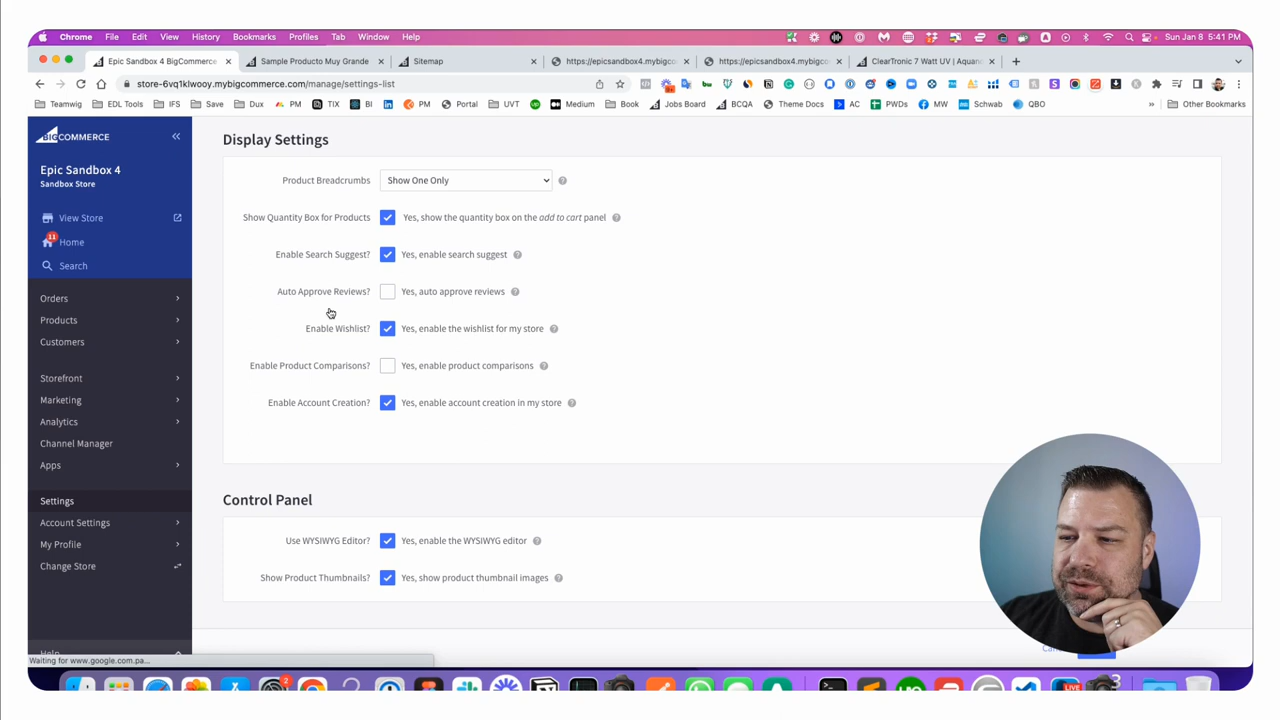 Chrome File Edit View History Bookmarks Profiles Tab Window Help Sun Jan 8 5:41 PM
Epic Sandbox 4 BigCommerce Sample Producto Muy Grande Sitemap https://epicsandbox4.mybigc https://epicsandbox4.mybigc ClearTronic 7 Watt UV | Aquan
store-6vq1klwooy.mybigcommerce.com/manage/settings-list
Teamwig EDL Tools IFS Save Dux PM TIX BI PM Portal UVT Medium Book Jobs Board BCQA Theme Docs AC PWDs MW Schwab QBO » Other Bookmarks
BIGCOMMERCE
Epic Sandbox 4
Sandbox Store
View Store
11
Home
Search
Orders
Products
Customers
Storefront
Marketing
Analytics
Channel Manager
Apps
Settings
Account Settings
My Profile
Change Store
Help
Display Settings
Product Breadcrumbs Show One Only
Show Quantity Box for Products Yes, show the quantity box on the add to cart panel
Enable Search Suggest? Yes, enable search suggest
Auto Approve Reviews? Yes, auto approve reviews
Enable Wishlist? Yes, enable the wishlist for my store
Enable Product Comparisons? Yes, enable product comparisons
Enable Account Creation? Yes, enable account creation in my store
Control Panel
Use WYSIWYG Editor? Yes, enable the WYSIWYG editor
Show Product Thumbnails? Yes, show product thumbnail images
Waiting for www.google.com.pa...
2
LIVE